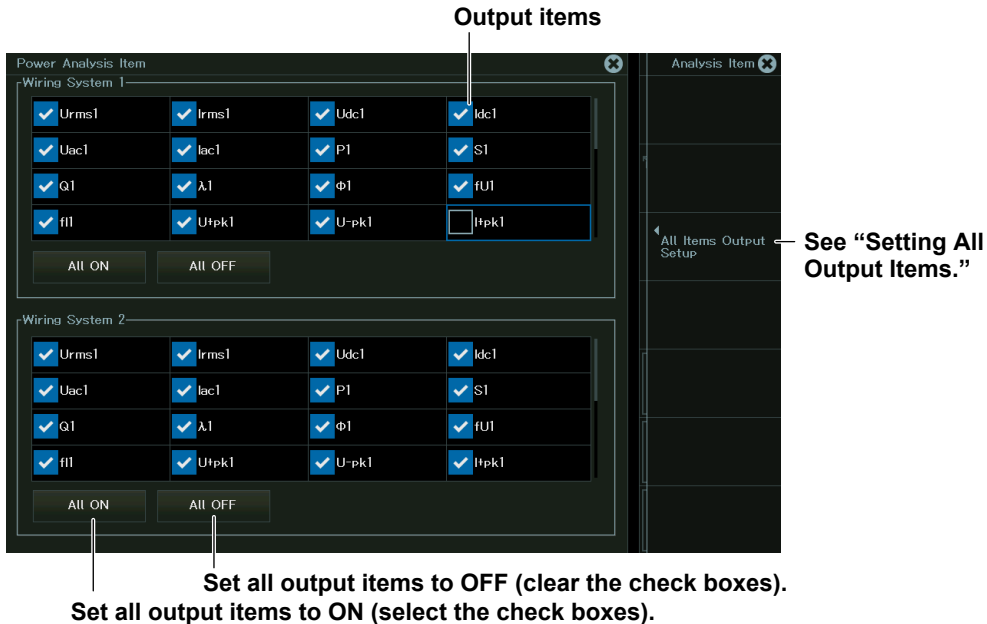 Output items
Power Analysis Item
Analysis Item
Wiring System 1
Urms1 Irms1 Udc1 Idc1
Uac1 Iac1 P1 S1
Q1 λ1 Φ1 fU1
fI1 U+pk1 U-pk1 I+pk1
All ON All OFF
All Items Output
Setup
See “Setting All
Output Items.”
Wiring System 2
Urms1 Irms1 Udc1 Idc1
Uac1 Iac1 P1 S1
Q1 λ1 Φ1 fU1
fI1 U+pk1 U-pk1 I+pk1
All ON All OFF
Set all output items to OFF (clear the check boxes).
Set all output items to ON (select the check boxes).